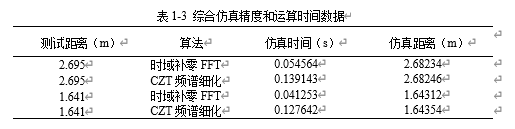 表 1-3 综合仿真精度和运算时间数据
测试距离（m） 算法 仿真时间（s） 仿真距离（m）
2.695 时域补零 FFT 0.054564 2.68234
2.695 CZT 频谱细化 0.139143 2.68246
1.641 时域补零 FFT 0.041253 1.64312
1.641 CZT 频谱细化 0.127642 1.64354